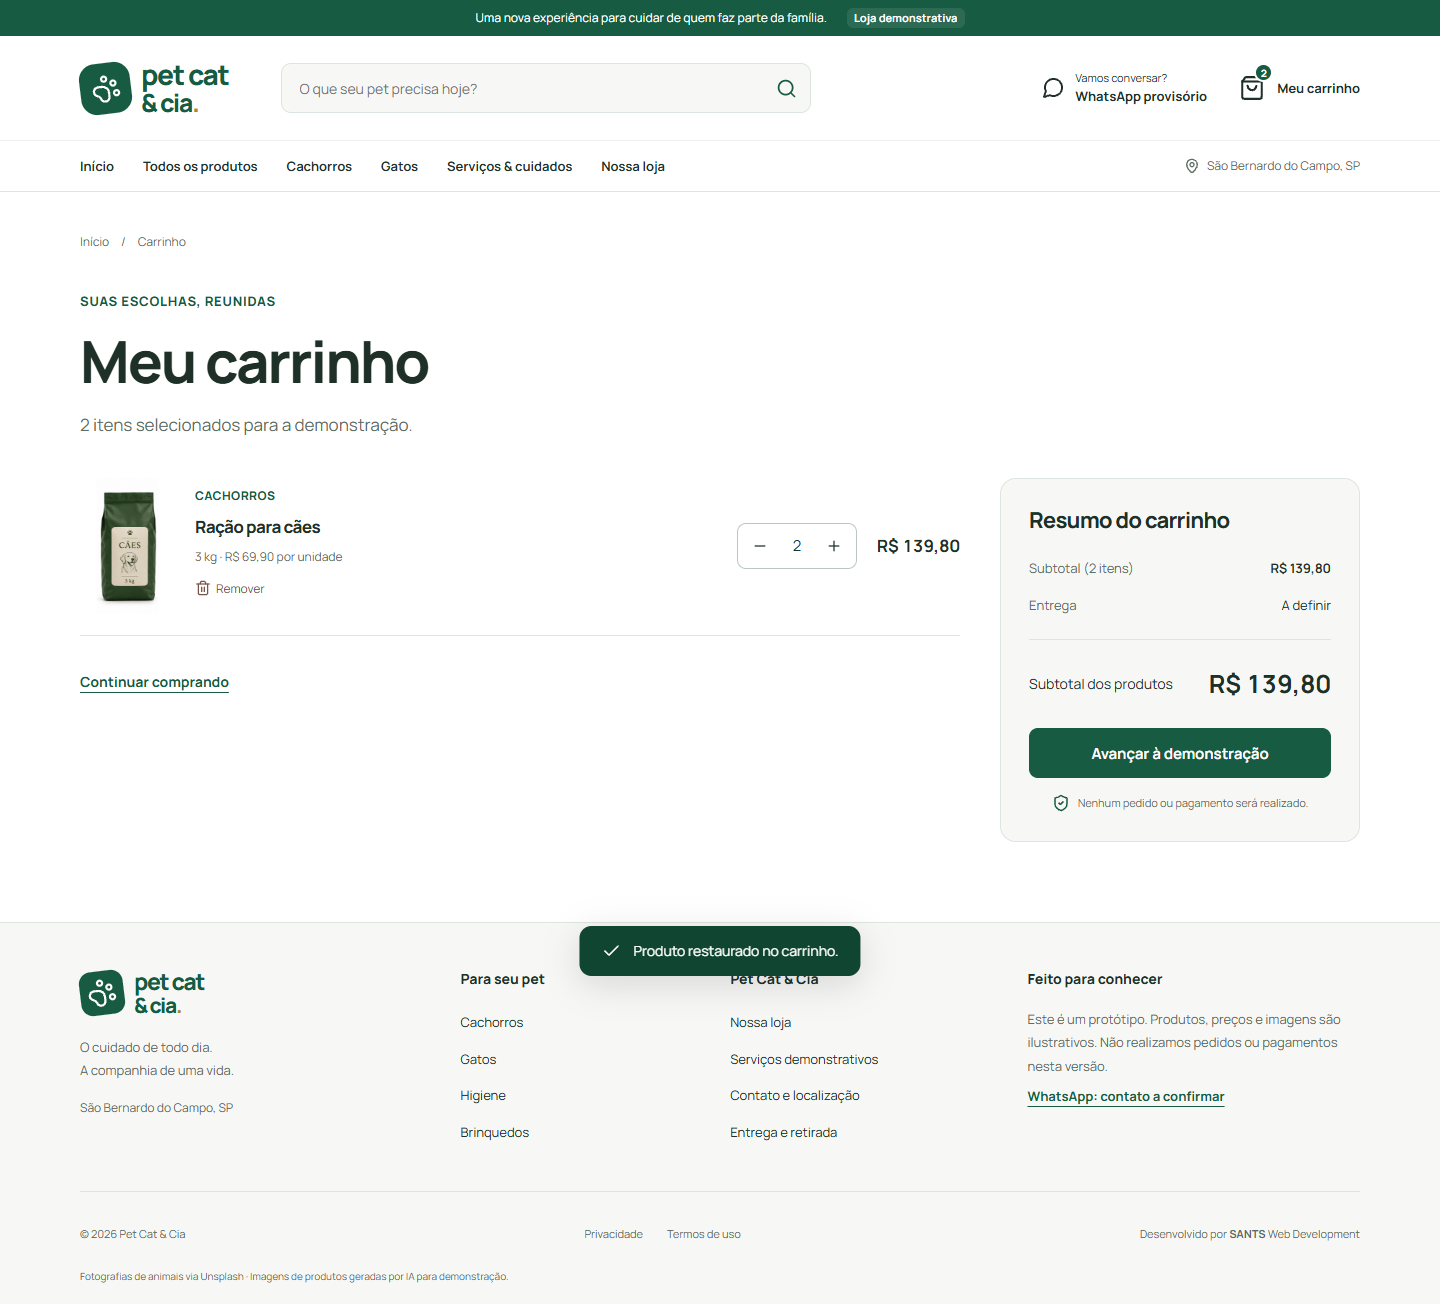 Uma nova experiência para cuidar de quem faz parte da família.
Loja demonstrativa
pet cat
& cia.
O que seu pet precisa hoje?
Vamos conversar?
WhatsApp provisório
2
Meu carrinho
Início
Todos os produtos
Cachorros
Gatos
Serviços & cuidados
Nossa loja
São Bernardo do Campo, SP
Início / Carrinho
SUAS ESCOLHAS, REUNIDAS
Meu carrinho
2 itens selecionados para a demonstração.
CÃES
3 kg
CACHORROS
Ração para cães
3 kg · R$ 69,90 por unidade
Remover
2
R$ 139,80
Continuar comprando
Resumo do carrinho
Subtotal (2 itens)
R$ 139,80
Entrega
A definir
Subtotal dos produtos
R$ 139,80
Avançar à demonstração
Nenhum pedido ou pagamento será realizado.
Produto restaurado no carrinho.
pet cat
& cia.
O cuidado de todo dia.
A companhia de uma vida.
São Bernardo do Campo, SP
Para seu pet
Cachorros
Gatos
Higiene
Brinquedos
Pet Cat & Cia
Nossa loja
Serviços demonstrativos
Contato e localização
Entrega e retirada
Feito para conhecer
Este é um protótipo. Produtos, preços e imagens são
ilustrativos. Não realizamos pedidos ou pagamentos
nesta versão.
WhatsApp: contato a confirmar
© 2026 Pet Cat & Cia
Privacidade
Termos de uso
Desenvolvido por SANTS Web Development
Fotografias de animais via Unsplash · Imagens de produtos geradas por IA para demonstração.